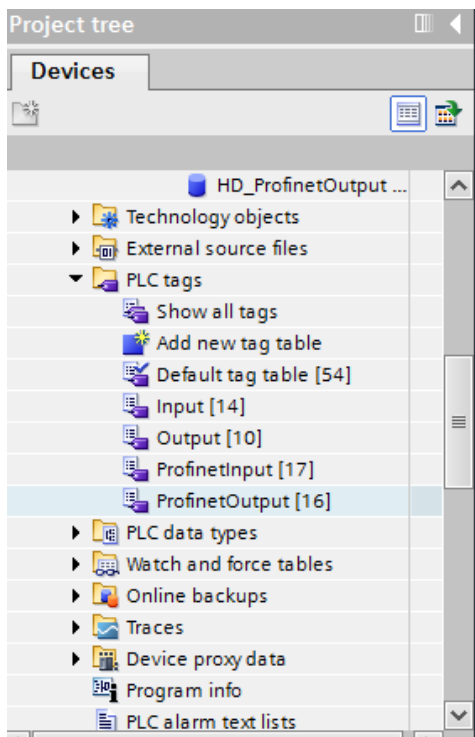 Project tree
Devices
HD_ProfinetOutput ...
Technology objects
External source files
PLC tags
Show all tags
Add new tag table
Default tag table [54]
Input [14]
Output [10]
ProfinetInput [17]
ProfinetOutput [16]
PLC data types
Watch and force tables
Online backups
Traces
Device proxy data
Program info
PLC alarm text lists